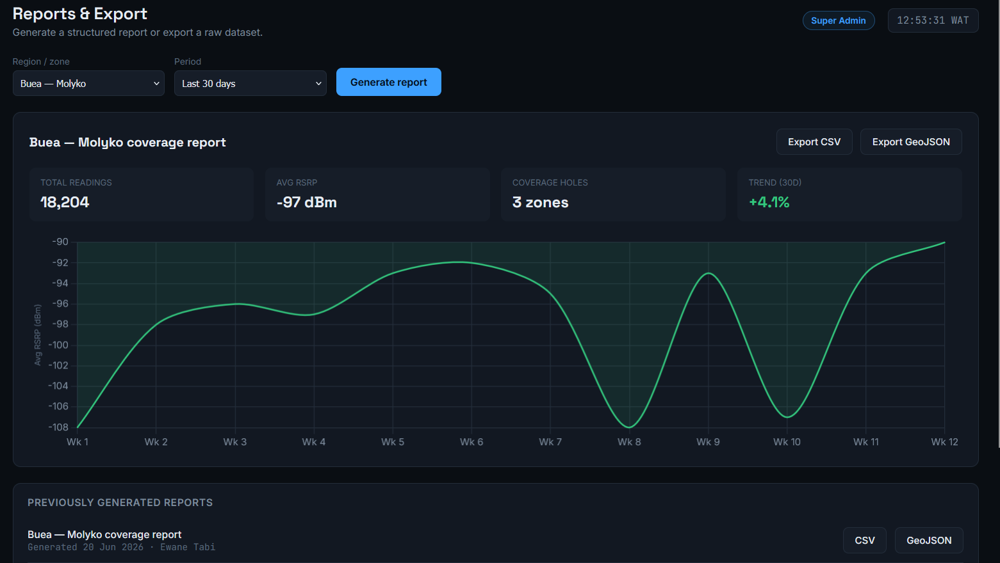 Reports & Export
Generate a structured report or export a raw dataset.
Super Admin
12:53:31 WAT
Region / zone
Period
Buea — Molyko
Last 30 days
Generate report
Buea — Molyko coverage report
Export CSV
Export GeoJSON
TOTAL READINGS
18,204
AVG RSRP
-97 dBm
COVERAGE HOLES
3 zones
TREND (30D)
+4.1%
Avg RSRP (dBm)
-90
-92
-94
-96
-98
-100
-102
-104
-106
-108
Wk 1
Wk 2
Wk 3
Wk 4
Wk 5
Wk 6
Wk 7
Wk 8
Wk 9
Wk 10
Wk 11
Wk 12
PREVIOUSLY GENERATED REPORTS
Buea — Molyko coverage report
Generated 20 Jun 2026 · Ewane Tabi
CSV
GeoJSON